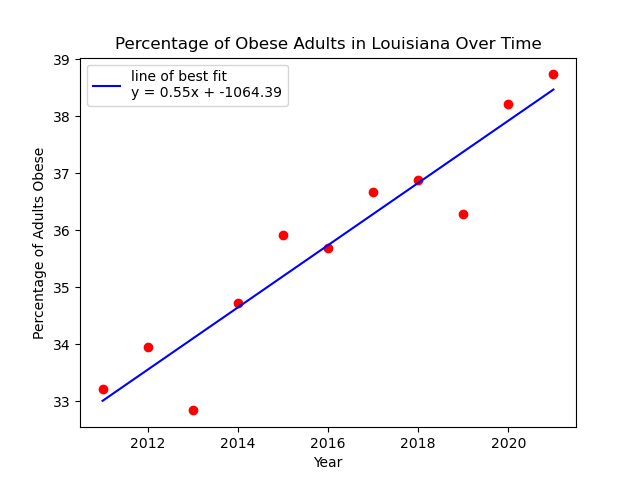 Percentage of Obese Adults in Louisiana Over Time
line of best fit
y = 0.55x + -1064.39
39
38
37
36
35
34
33
Percentage of Adults Obese
2012 2014 2016 2018 2020
Year